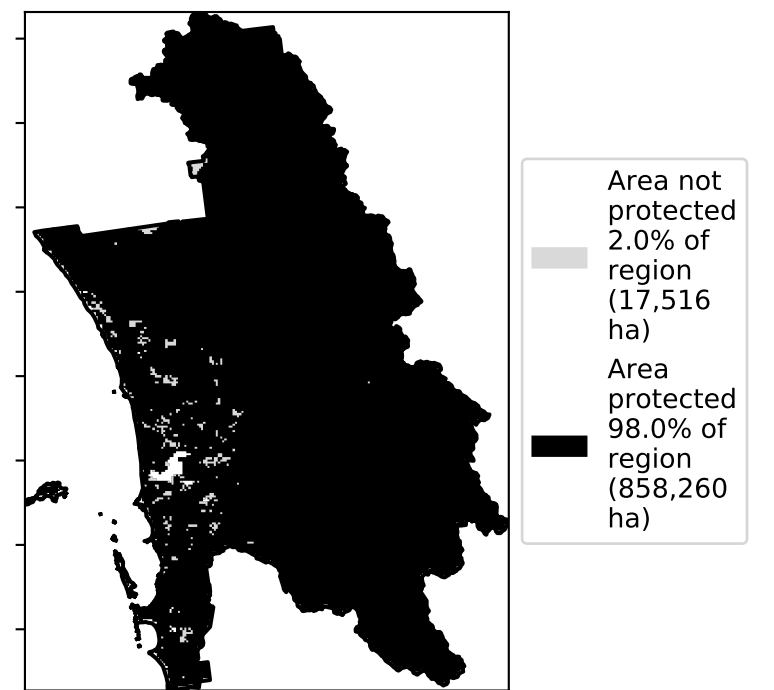 Area not
protected
2.0% of
region
(17,516
ha)
Area
protected
98.0% of
region
(858,260
ha)